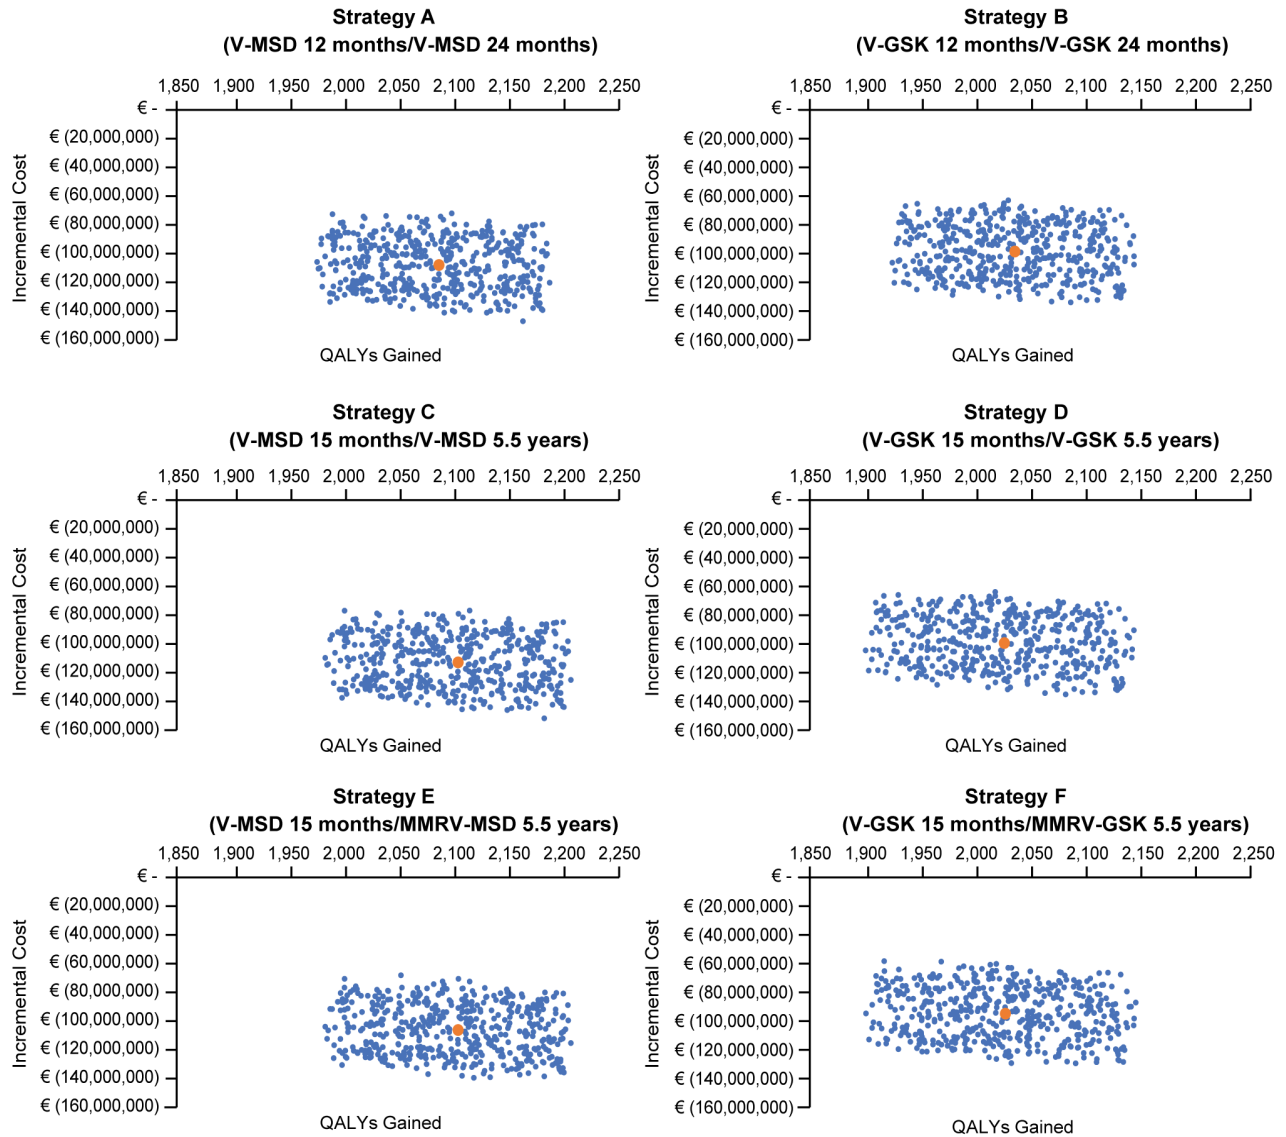 Strategy A
(V-MSD 12 months/V-MSD 24 months)
1,850 1,900 1,950 2,000 2,050 2,100 2,150 2,200 2,250
€ -
€ (20,000,000)
€ (40,000,000)
€ (60,000,000)
€ (80,000,000)
€ (100,000,000)
€ (120,000,000)
€ (140,000,000)
€ (160,000,000)
Incremental Cost
QALYs Gained
Strategy B
(V-GSK 12 months/V-GSK 24 months)
1,850 1,900 1,950 2,000 2,050 2,100 2,150 2,200 2,250
€ -
€ (20,000,000)
€ (40,000,000)
€ (60,000,000)
€ (80,000,000)
€ (100,000,000)
€ (120,000,000)
€ (140,000,000)
€ (160,000,000)
Incremental Cost
QALYs Gained
Strategy C
(V-MSD 15 months/V-MSD 5.5 years)
1,850 1,900 1,950 2,000 2,050 2,100 2,150 2,200 2,250
€ -
€ (20,000,000)
€ (40,000,000)
€ (60,000,000)
€ (80,000,000)
€ (100,000,000)
€ (120,000,000)
€ (140,000,000)
€ (160,000,000)
Incremental Cost
QALYs Gained
Strategy D
(V-GSK 15 months/V-GSK 5.5 years)
1,850 1,900 1,950 2,000 2,050 2,100 2,150 2,200 2,250
€ -
€ (20,000,000)
€ (40,000,000)
€ (60,000,000)
€ (80,000,000)
€ (100,000,000)
€ (120,000,000)
€ (140,000,000)
€ (160,000,000)
Incremental Cost
QALYs Gained
Strategy E
(V-MSD 15 months/MMRV-MSD 5.5 years)
1,850 1,900 1,950 2,000 2,050 2,100 2,150 2,200 2,250
€ -
€ (20,000,000)
€ (40,000,000)
€ (60,000,000)
€ (80,000,000)
€ (100,000,000)
€ (120,000,000)
€ (140,000,000)
€ (160,000,000)
Incremental Cost
QALYs Gained
Strategy F
(V-GSK 15 months/MMRV-GSK 5.5 years)
1,850 1,900 1,950 2,000 2,050 2,100 2,150 2,200 2,250
€ -
€ (20,000,000)
€ (40,000,000)
€ (60,000,000)
€ (80,000,000)
€ (100,000,000)
€ (120,000,000)
€ (140,000,000)
€ (160,000,000)
Incremental Cost
QALYs Gained